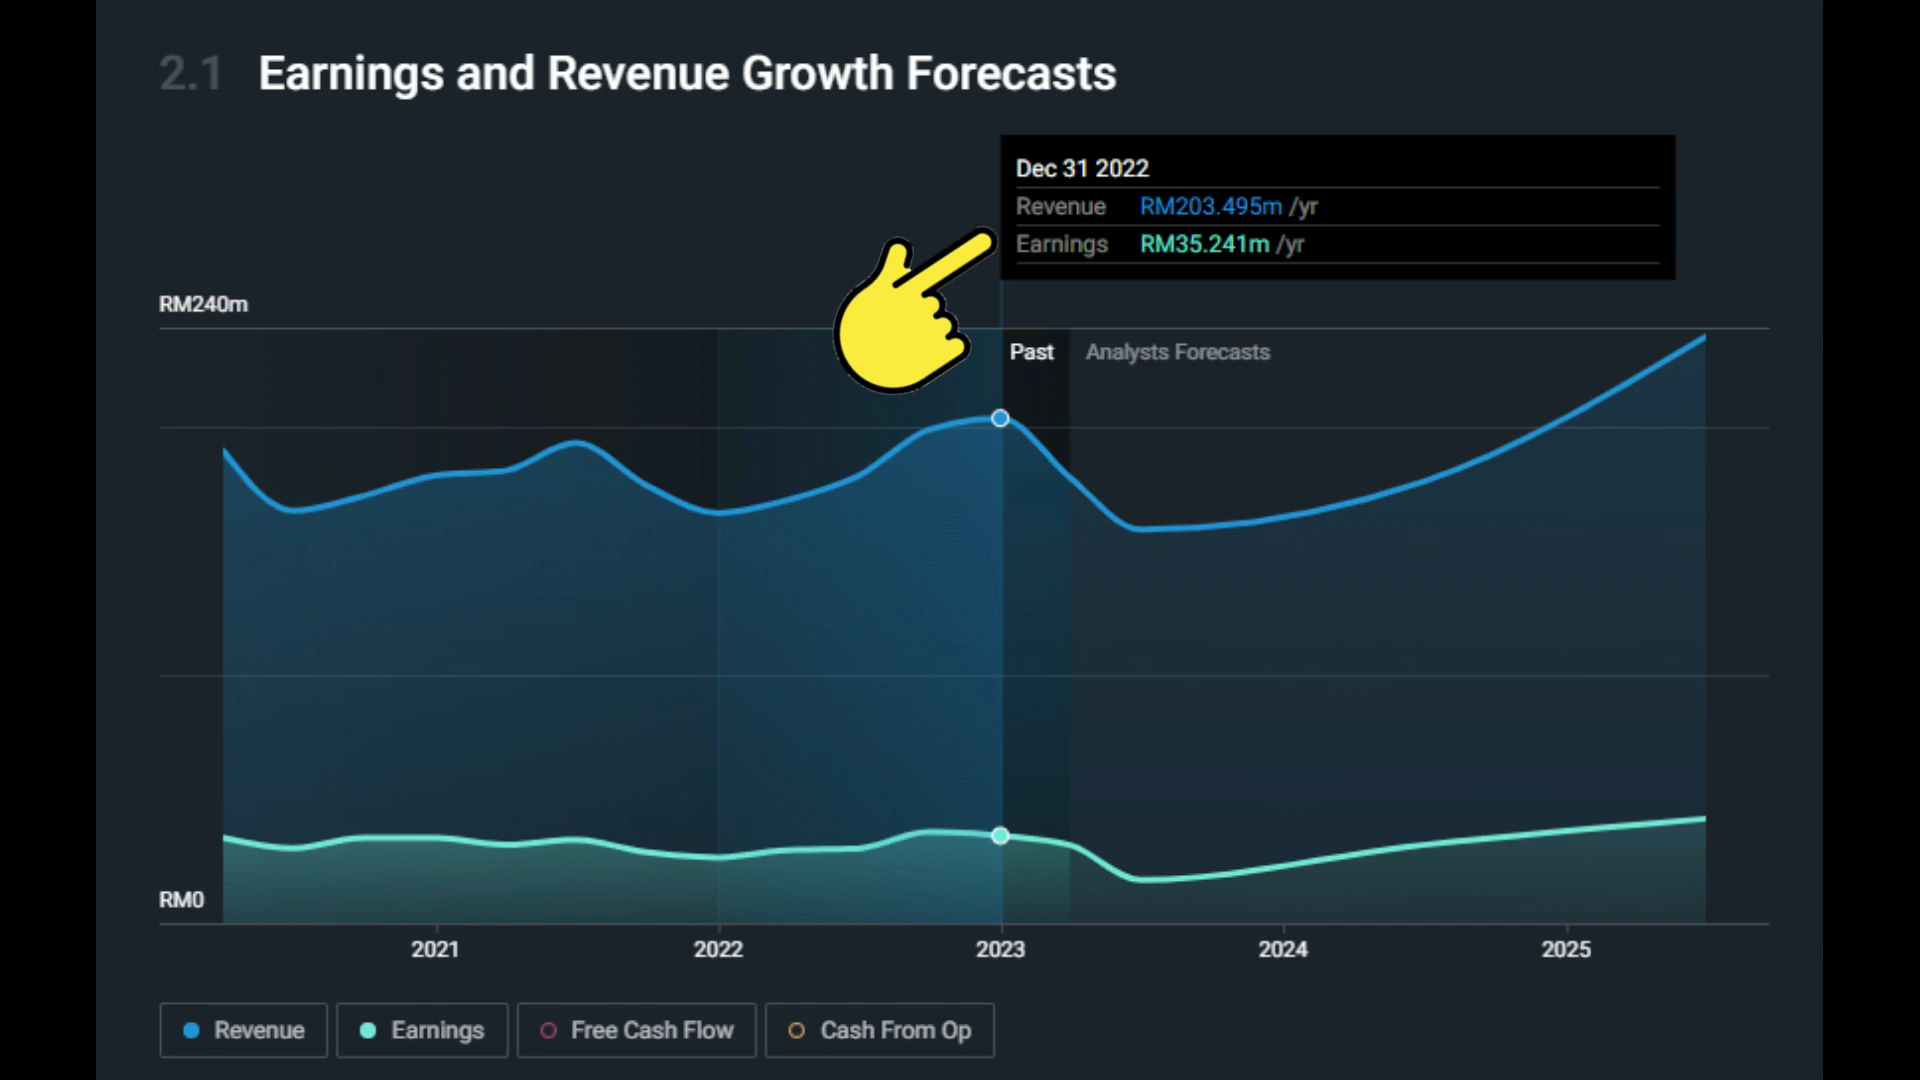 2.1 Earnings and Revenue Growth Forecasts
Dec 31 2022
Revenue RM203.495m /yr
Earnings RM35.241m /yr
RM240m
Past Analysts Forecasts
RM0
2021 2022 2023 2024 2025
Revenue Earnings Free Cash Flow Cash From Op